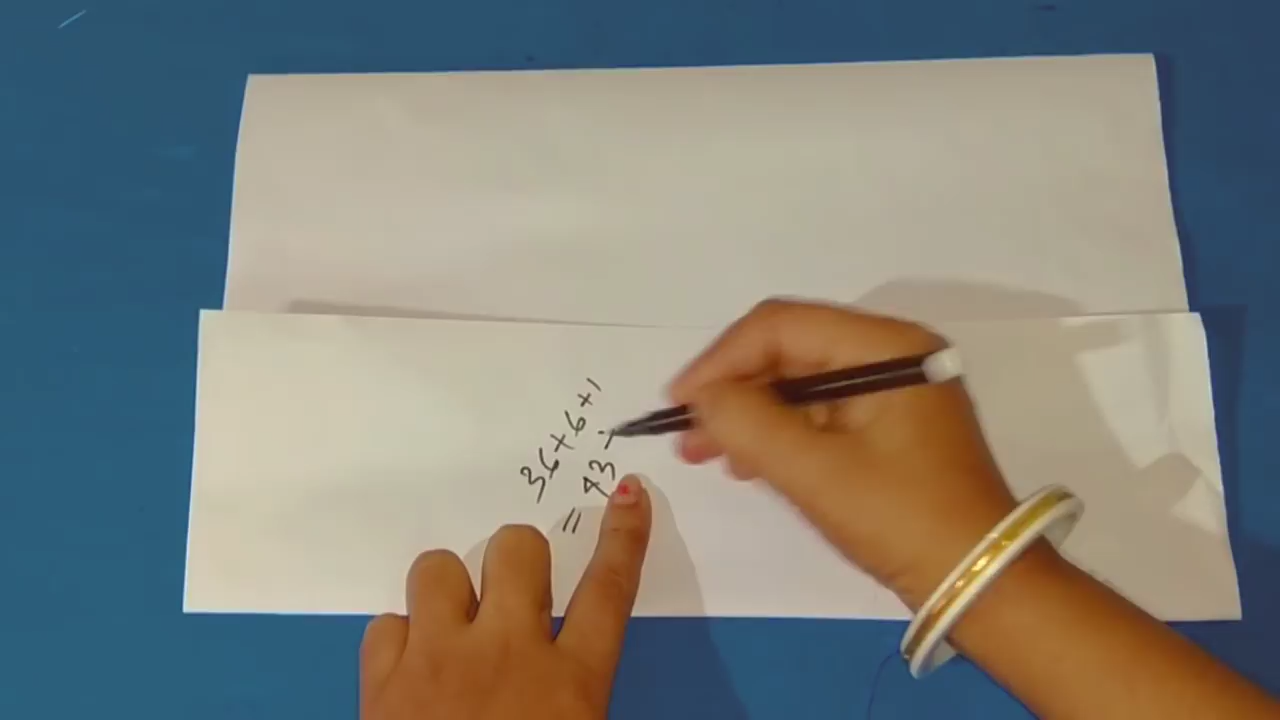 36+6+1
= 43 -